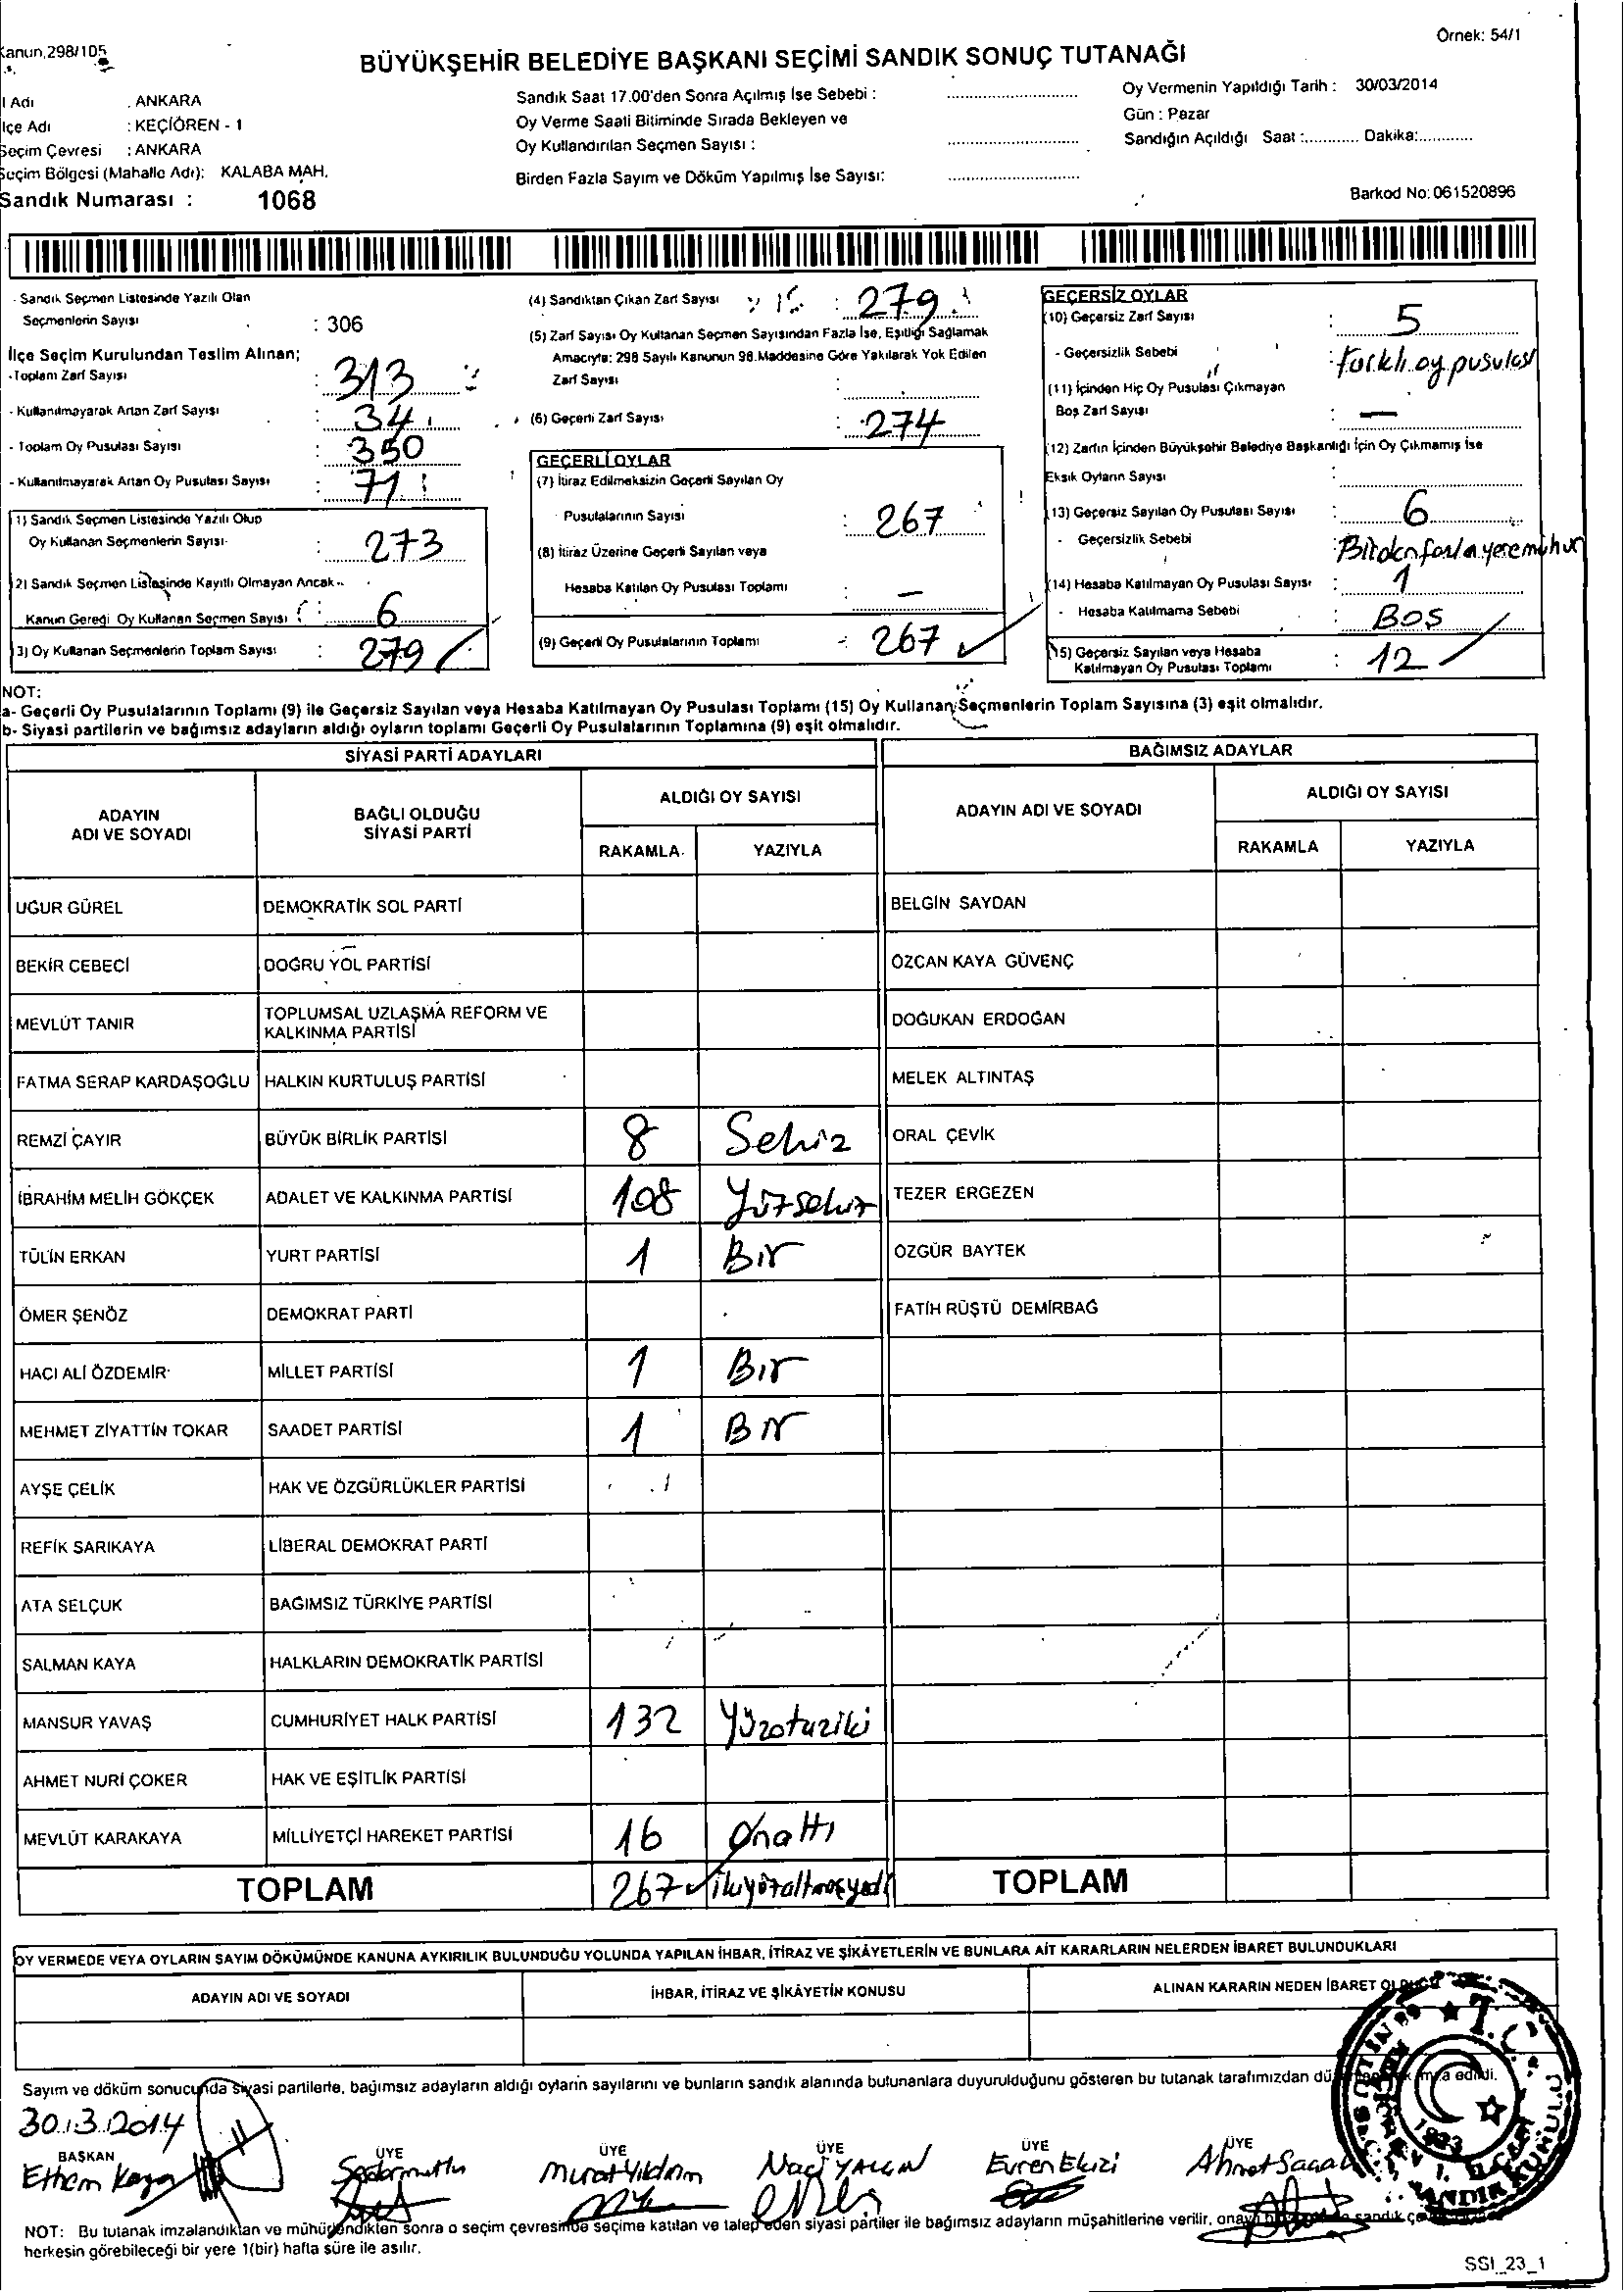 Kanun,298/105
Örnek: 54/1
BÜYÜKŞEHİR BELEDİYE BAŞKANI SEÇİMİ SANDIK SONUÇ TUTANAĞI
l Adı : ANKARA
lçe Adı : KEÇİÖREN - 1
Seçim Çevresi : ANKARA
Seçim Bölgesi (Mahalle Adı): KALABA MAH.
Sandık Numarası : 1068
Sandık Saat 17.00'den Sonra Açılmış İse Sebebi :
Oy Verme Saati Bitiminde Sırada Bekleyen ve
Oy Kullandırılan Seçmen Sayısı :
Birden Fazla Sayım ve Döküm Yapılmış İse Sayısı:
Oy Vermenin Yapıldığı Tarih : 30/03/2014
Gün : Pazar
Sandığın Açıldığı Saat :............ Dakika:............
Barkod No: 061520896
- Sandık Seçmen Listesinde Yazılı Olan
Seçmenlerin Sayısı : 306
İlçe Seçim Kurulundan Teslim Alınan;
-Toplam Zarf Sayısı : 313
- Kullanılmayarak Artan Zarf Sayısı : 34
- Toplam Oy Pusulası Sayısı : 350
- Kullanılmayarak Artan Oy Pusulası Sayısı : 71
1) Sandık Seçmen Listesinde Yazılı Olup
Oy Kullanan Seçmenlerin Sayısı : 273
2) Sandık Seçmen Listesinde Kayıtlı Olmayan Ancak
Kanun Gereği Oy Kullanan Seçmen Sayısı : 6
3) Oy Kullanan Seçmenlerin Toplam Sayısı : 279
(4) Sandıktan Çıkan Zarf Sayısı : 279
(5) Zarf Sayısı Oy Kullanan Seçmen Sayısından Fazla İse, Eşitliği Sağlamak
Amacıyla; 298 Sayılı Kanunun 98.Maddesine Göre Yakılarak Yok Edilen
Zarf Sayısı :
(6) Geçerli Zarf Sayısı : 274
GEÇERLİ OYLAR
(7) İtiraz Edilmeksizin Geçerli Sayılan Oy
Pusulalarının Sayısı : 267
(8) İtiraz Üzerine Geçerli Sayılan veya
Hesaba Katılan Oy Pusulası Toplamı : —
(9) Geçerli Oy Pusulalarının Toplamı : 267
GEÇERSİZ OYLAR
(10) Geçersiz Zarf Sayısı : 5
- Geçersizlik Sebebi : farklı oy pusulası
(11) İçinden Hiç Oy Pusulası Çıkmayan
Boş Zarf Sayısı : —
(12) Zarfın İçinden Büyükşehir Belediye Başkanlığı İçin Oy Çıkmamış İse
Eksik Oyların Sayısı :
(13) Geçersiz Sayılan Oy Pusulası Sayısı : 6
- Geçersizlik Sebebi : Birden fazla yere mühür
(14) Hesaba Katılmayan Oy Pusulası Sayısı : 1
- Hesaba Katılmama Sebebi : BOŞ
(15) Geçersiz Sayılan veya Hesaba
Katılmayan Oy Pusulası Toplamı : 12
NOT:
a- Geçerli Oy Pusulalarının Toplamı (9) ile Geçersiz Sayılan veya Hesaba Katılmayan Oy Pusulası Toplamı (15) Oy Kullanan Seçmenlerin Toplam Sayısına (3) eşit olmalıdır.
b- Siyasi partilerin ve bağımsız adayların aldığı oyların toplamı Geçerli Oy Pusulalarının Toplamına (9) eşit olmalıdır.
SİYASİ PARTİ ADAYLARI
BAĞIMSIZ ADAYLAR
ADAYIN ADI VE SOYADI
BAĞLI OLDUĞU SİYASİ PARTİ
ALDIĞI OY SAYISI
RAKAMLA YAZIYLA
ADAYIN ADI VE SOYADI
ALDIĞI OY SAYISI
RAKAMLA YAZIYLA
UĞUR GÜREL DEMOKRATİK SOL PARTİ BELGİN SAYDAN
BEKİR CEBECİ DOĞRU YOL PARTİSİ ÖZCAN KAYA GÜVENÇ
MEVLÜT TANIR TOPLUMSAL UZLAŞMA REFORM VE KALKINMA PARTİSİ DOĞUKAN ERDOĞAN
FATMA SERAP KARDAŞOĞLU HALKIN KURTULUŞ PARTİSİ MELEK ALTINTAŞ
REMZİ ÇAYIR BÜYÜK BİRLİK PARTİSİ 8 Sekiz ORAL ÇEVİK
İBRAHİM MELİH GÖKÇEK ADALET VE KALKINMA PARTİSİ 108 Yüzsekiz TEZER ERGEZEN
TÜLİN ERKAN YURT PARTİSİ 1 Bir ÖZGÜR BAYTEK
ÖMER ŞENÖZ DEMOKRAT PARTİ FATİH RÜŞTÜ DEMİRBAĞ
HACI ALİ ÖZDEMİR MİLLET PARTİSİ 1 Bir
MEHMET ZİYATTİN TOKAR SAADET PARTİSİ 1 Bir
AYŞE ÇELİK HAK VE ÖZGÜRLÜKLER PARTİSİ
REFİK SARIKAYA LİBERAL DEMOKRAT PARTİ
ATA SELÇUK BAĞIMSIZ TÜRKİYE PARTİSİ
SALMAN KAYA HALKLARIN DEMOKRATİK PARTİSİ
MANSUR YAVAŞ CUMHURİYET HALK PARTİSİ 132 Yüzotuziki
AHMET NURİ ÇOKER HAK VE EŞİTLİK PARTİSİ
MEVLÜT KARAKAYA MİLLİYETÇİ HAREKET PARTİSİ 16 Onaltı
TOPLAM 267 ikiyüzaltmışyedi TOPLAM
OY VERMEDE VEYA OYLARIN SAYIM DÖKÜMÜNDE KANUNA AYKIRILIK BULUNDUĞU YOLUNDA YAPILAN İHBAR, İTİRAZ VE ŞİKÂYETLERİN VE BUNLARA AİT KARARLARIN NELERDEN İBARET BULUNDUKLARI
ADAYIN ADI VE SOYADI İHBAR, İTİRAZ VE ŞİKÂYETİN KONUSU ALINAN KARARIN NEDEN İBARET OLDUĞU
Sayım ve döküm sonucunda siyasi partilerle, bağımsız adayların aldığı oyların sayılarını ve bunların sandık alanında bulunanlara duyurulduğunu gösteren bu tutanak tarafımızdan imza edildi.
30.3.2014
BAŞKAN ÜYE ÜYE ÜYE ÜYE ÜYE
Ethem Kaya Murat Yıldırım Naci YALÇIN Evren Ekizi Ahmet
T.C. 1983
NOT: Bu tutanak imzalandıktan ve mühürlendikten sonra o seçim çevresinde seçime katılan ve talep eden siyasi partiler ile bağımsız adayların müşahitlerine verilir, sandık
herkesin görebileceği bir yere 1(bir) hafta süre ile asılır.
SSI_23_1